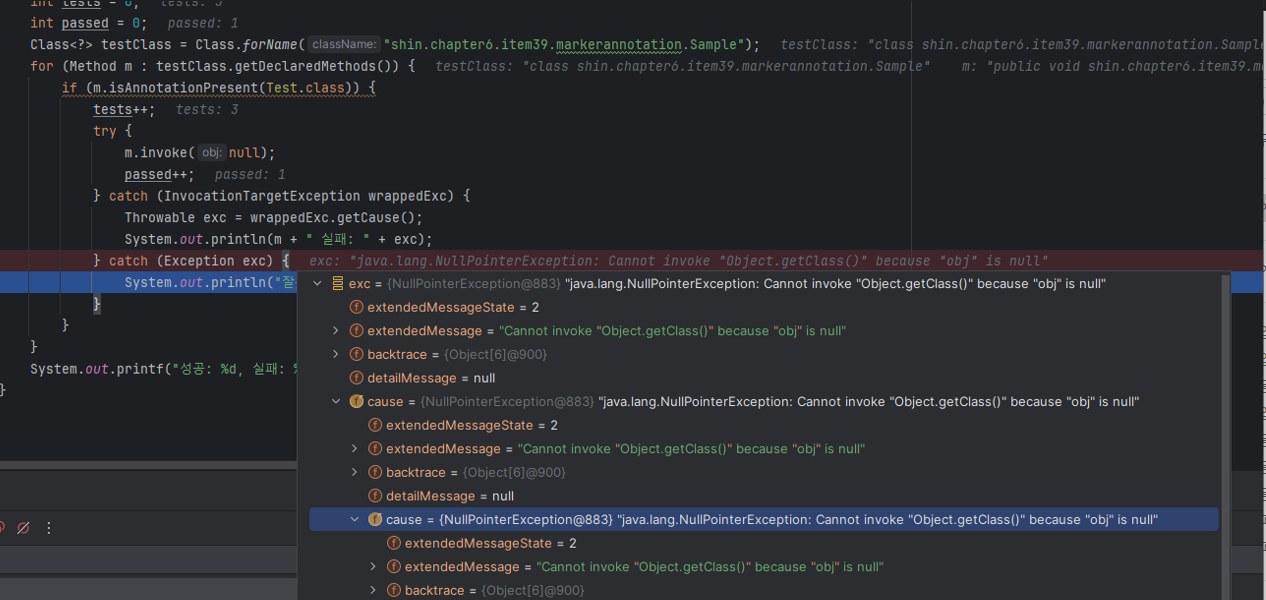 int tests = 0;   tests: 3
int passed = 0;   passed: 1
Class<?> testClass = Class.forName( className: "shin.chapter6.item39.markerannotation.Sample");   testClass: "class shin.chapter6.item39.markerannotation.Sample
for (Method m : testClass.getDeclaredMethods()) {   testClass: "class shin.chapter6.item39.markerannotation.Sample"    m: "public void shin.chapter6.item39.m
if (m.isAnnotationPresent(Test.class)) {
tests++;   tests: 3
try {
m.invoke( obj: null);
passed++;   passed: 1
} catch (InvocationTargetException wrappedExc) {
Throwable exc = wrappedExc.getCause();
System.out.println(m + " 실패: " + exc);
} catch (Exception exc) {   exc: "java.lang.NullPointerException: Cannot invoke "Object.getClass()" because "obj" is null"
System.out.println("잘
exc = {NullPointerException@883} "java.lang.NullPointerException: Cannot invoke "Object.getClass()" because "obj" is null"
}
extendedMessageState = 2
}
extendedMessage = "Cannot invoke "Object.getClass()" because "obj" is null"
}
backtrace = {Object[6]@900}
System.out.printf("성공: %d, 실패: %
detailMessage = null
}
cause = {NullPointerException@883} "java.lang.NullPointerException: Cannot invoke "Object.getClass()" because "obj" is null"
extendedMessageState = 2
extendedMessage = "Cannot invoke "Object.getClass()" because "obj" is null"
backtrace = {Object[6]@900}
detailMessage = null
cause = {NullPointerException@883} "java.lang.NullPointerException: Cannot invoke "Object.getClass()" because "obj" is null"
extendedMessageState = 2
extendedMessage = "Cannot invoke "Object.getClass()" because "obj" is null"
backtrace = {Object[6]@900}